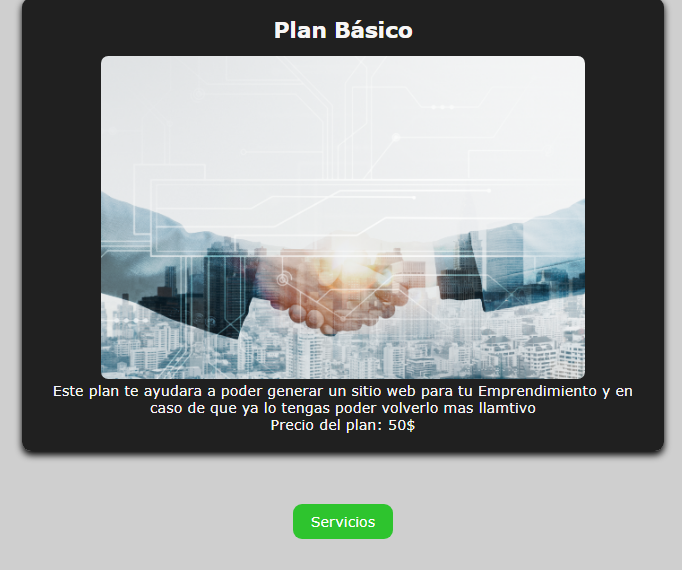 Plan Básico
Este plan te ayudara a poder generar un sitio web para tu Emprendimiento y en
caso de que ya lo tengas poder volverlo mas llamtivo
Precio del plan: 50$
Servicios